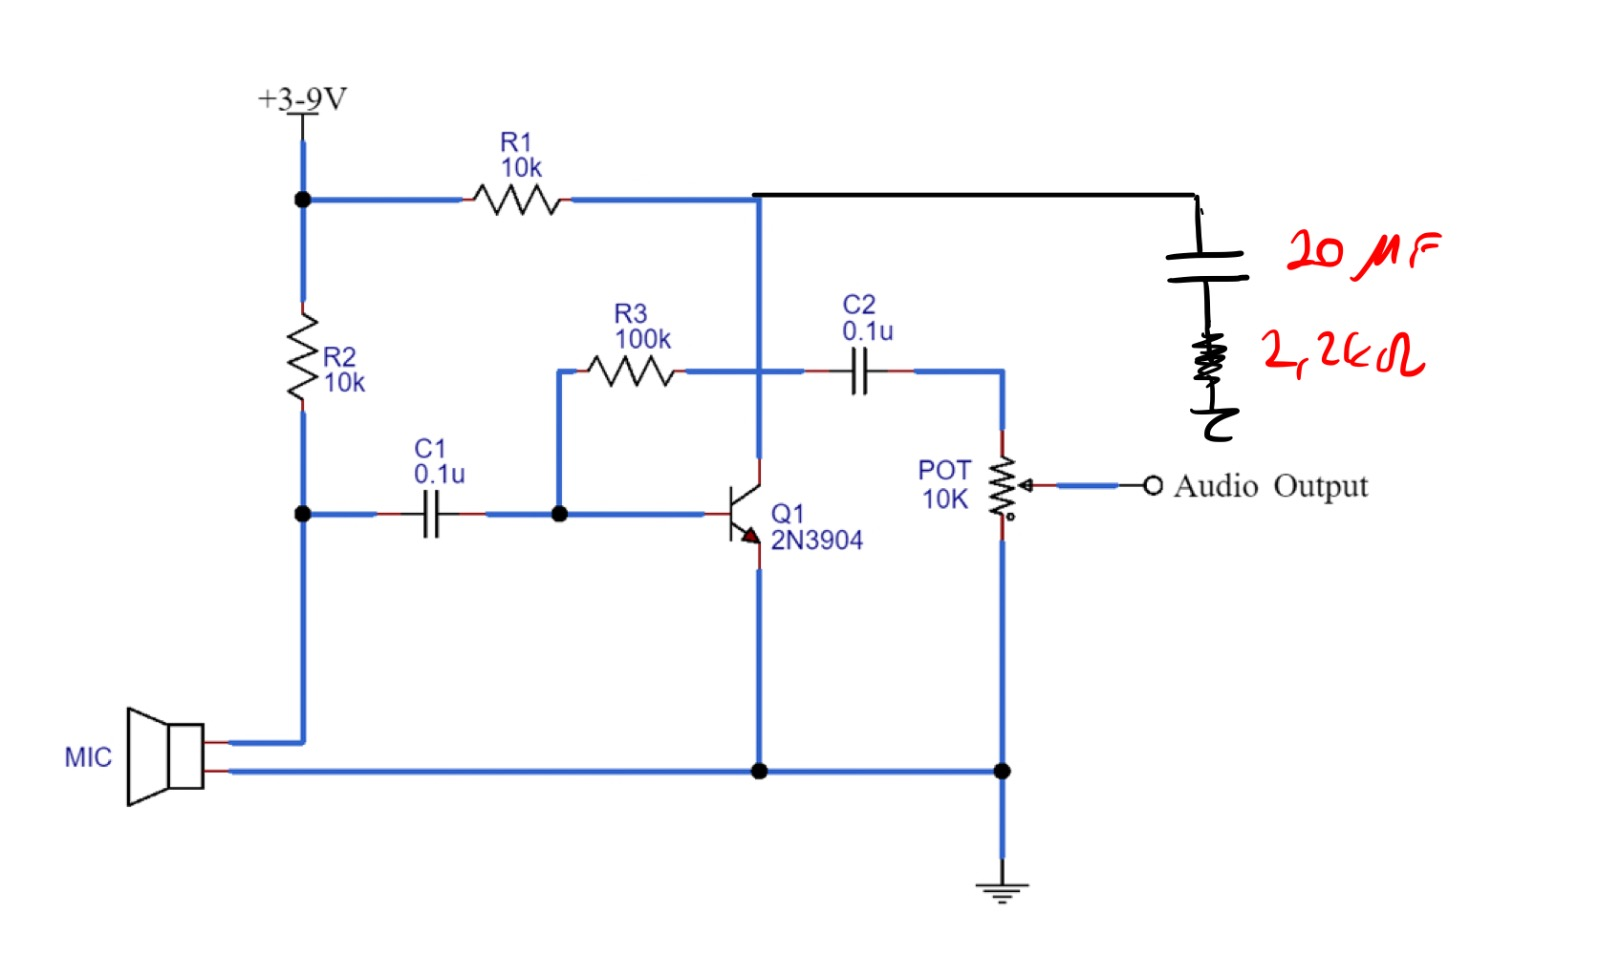 +3-9V
R1
10k
20 µF
C2
0.1u
R3
100k
2,2kΩ
R2
10k
C1
0.1u
POT
10K
Audio Output
Q1
2N3904
MIC